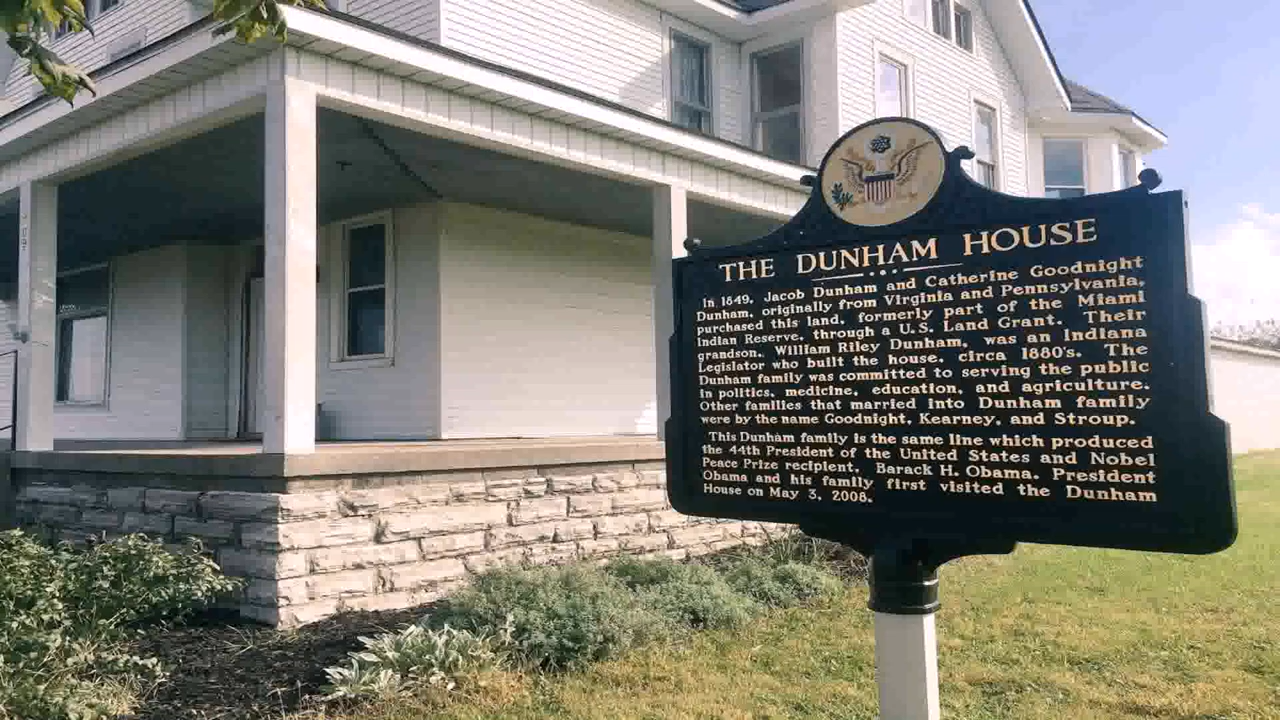 THE DUNHAM HOUSE
In 1849, Jacob Dunham and Catherine Goodnight
Dunham, originally from Virginia and Pennsylvania,
purchased this land, formerly part of the Miami
Indian Reserve, through a U.S. Land Grant. Their
grandson, William Riley Dunham, was an Indiana
Legislator who built the house, circa 1880's. The
Dunham family was committed to serving the public
in politics, medicine, education, and agriculture.
Other families that married into Dunham family
were by the name Goodnight, Kearney, and Stroup.
This Dunham family is the same line which produced
the 44th President of the United States and Nobel
Peace Prize recipient, Barack H. Obama. President
Obama and his family first visited the Dunham
House on May 3, 2008.